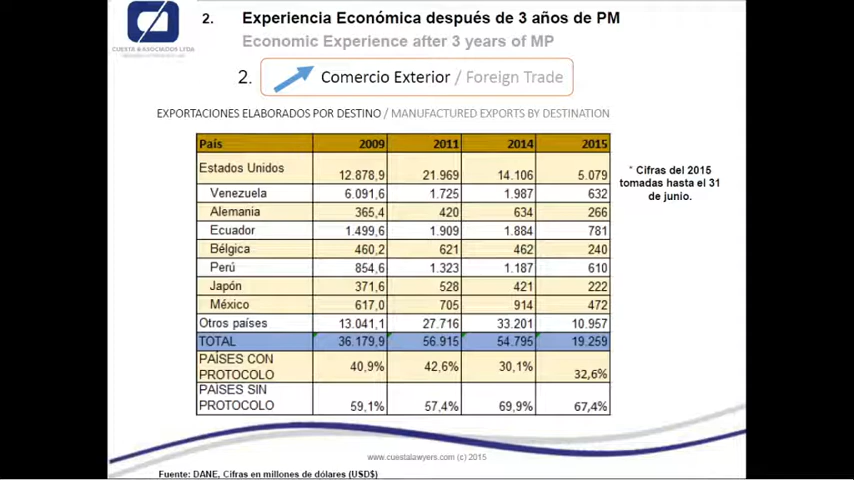 CUESTA & ASOCIADOS LTDA
2. Experiencia Económica después de 3 años de PM
Economic Experience after 3 years of MP
2. Comercio Exterior / Foreign Trade
EXPORTACIONES ELABORADOS POR DESTINO / MANUFACTURED EXPORTS BY DESTINATION
País 2009 2011 2014 2015
Estados Unidos 12.878,9 21.969 14.106 5.079
Venezuela 6.091,6 1.725 1.987 632
Alemania 365,4 420 634 266
Ecuador 1.499,6 1.909 1.884 781
Bélgica 460,2 621 462 240
Perú 854,6 1.323 1.187 610
Japón 371,6 528 421 222
México 617,0 705 914 472
Otros países 13.041,1 27.716 33.201 10.957
TOTAL 36.179,9 56.915 54.795 19.259
PAÍSES CON
PROTOCOLO 40,9% 42,6% 30,1% 32,6%
PAÍSES SIN
PROTOCOLO 59,1% 57,4% 69,9% 67,4%
* Cifras del 2015
tomadas hasta el 31
de junio.
www.cuestalawyers.com (c) 2015
Fuente: DANE, Cifras en millones de dólares (USD$)